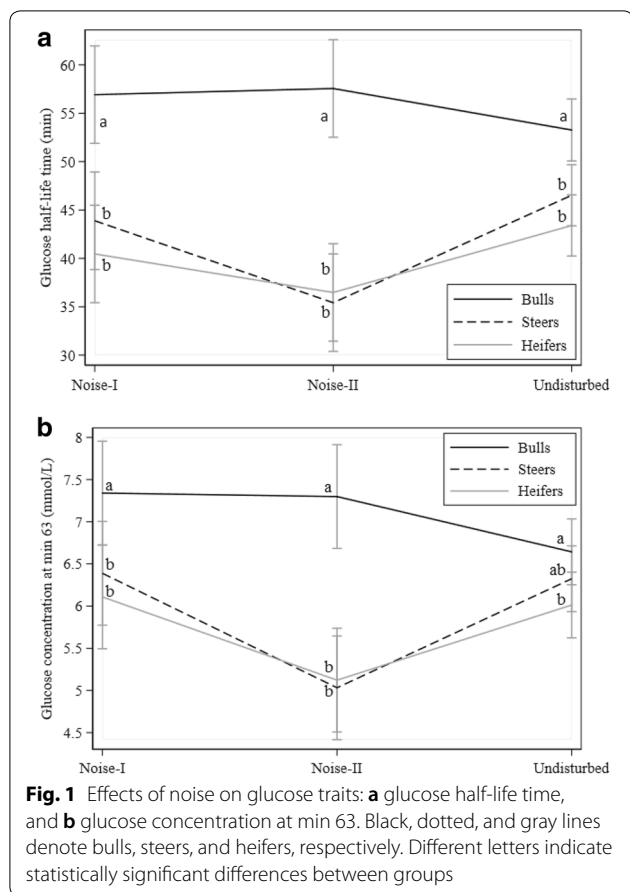 a
Glucose half-life time (min)
60
55
50
45
40
35
30
a
a
a
b
b
b
b
b
b
Bulls
Steers
Heifers
Noise-I Noise-II Undisturbed
b
Glucose concentration at min 63 (mmol/L)
8
7.5
7
6.5
6
5.5
5
4.5
a
a
a
b
b
b
b
ab
b
Bulls
Steers
Heifers
Noise-I Noise-II Undisturbed
Fig. 1 Effects of noise on glucose traits: a glucose half-life time,
and b glucose concentration at min 63. Black, dotted, and gray lines
denote bulls, steers, and heifers, respectively. Different letters indicate
statistically significant differences between groups